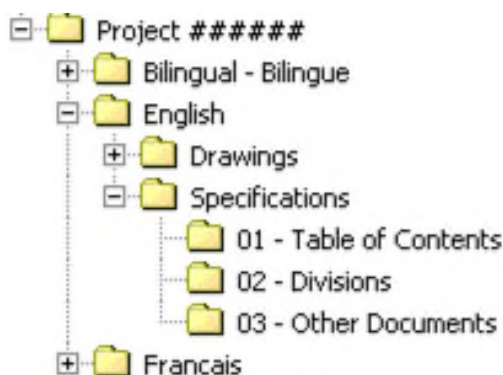 Project ######
Bilingual - Bilingue
English
Drawings
Specifications
01 - Table of Contents
02 - Divisions
03 - Other Documents
Francais